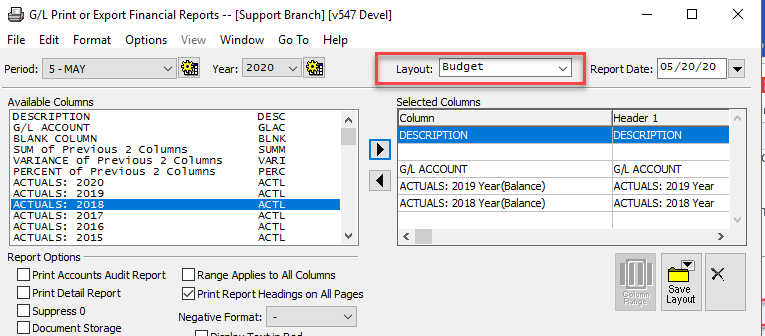 G/L Print or Export Financial Reports -- [Support Branch] [v547 Devel]
File Edit Format Options View Window Go To Help
Period: 5 - MAY Year: 2020 Layout: Budget Report Date: 05/20/20
Available Columns
DESCRIPTION DESC
G/L ACCOUNT GLAC
BLANK COLUMN BLNK
SUM of Previous 2 Columns SUMM
VARIANCE of Previous 2 Columns VARI
PERCENT of Previous 2 Columns PERC
ACTUALS: 2020 ACTL
ACTUALS: 2019 ACTL
ACTUALS: 2018 ACTL
ACTUALS: 2017 ACTL
ACTUALS: 2016 ACTL
ACTUALS: 2015 ACTL
Selected Columns
Column Header 1
DESCRIPTION DESCRIPTION
G/L ACCOUNT G/L ACCOUNT
ACTUALS: 2019 Year(Balance) ACTUALS: 2019 Year
ACTUALS: 2018 Year(Balance) ACTUALS: 2018 Year
Report Options
Print Accounts Audit Report
Print Detail Report
Suppress 0
Document Storage
Range Applies to All Columns
Print Report Headings on All Pages
Negative Format: -
Display Text in Red
Column
Range
Save
Layout